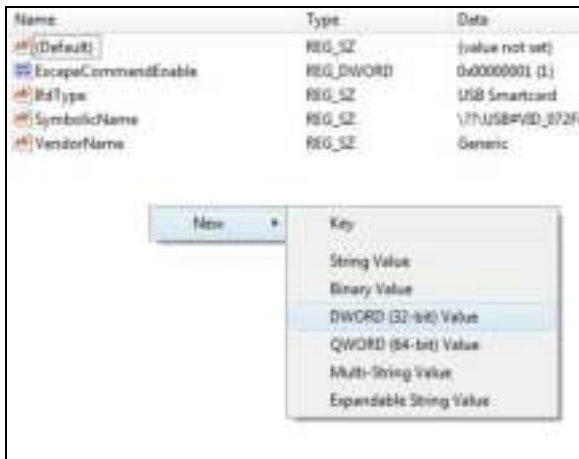 Name Type Data
(Default) REG_SZ (value not set)
EscapeCommandEnable REG_DWORD 0x00000001 (1)
IfdType REG_SZ USB Smartcard
SymbolicName REG_SZ \??\USB#VID_072F
VendorName REG_SZ Generic
New Key
String Value
Binary Value
DWORD (32-bit) Value
QWORD (64-bit) Value
Multi-String Value
Expandable String Value